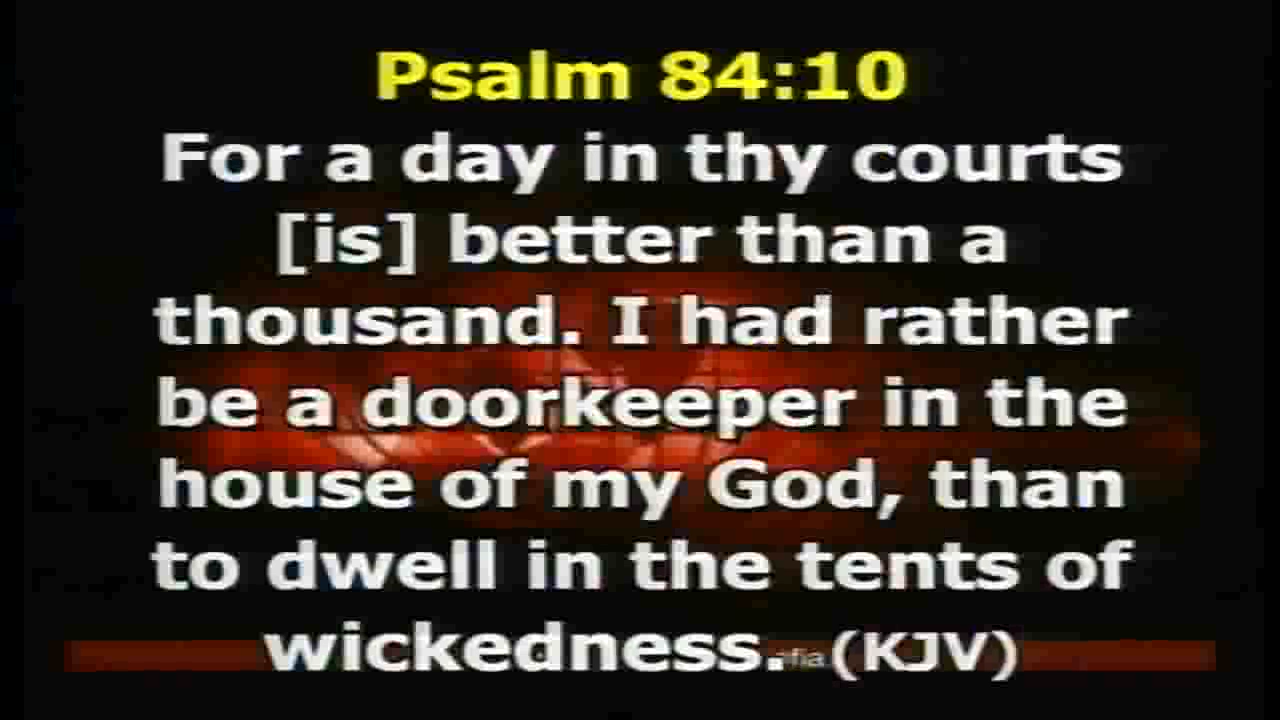 Psalm 84:10
For a day in thy courts
[is] better than a
thousand. I had rather
be a doorkeeper in the
house of my God, than
to dwell in the tents of
wickedness. (KJV)